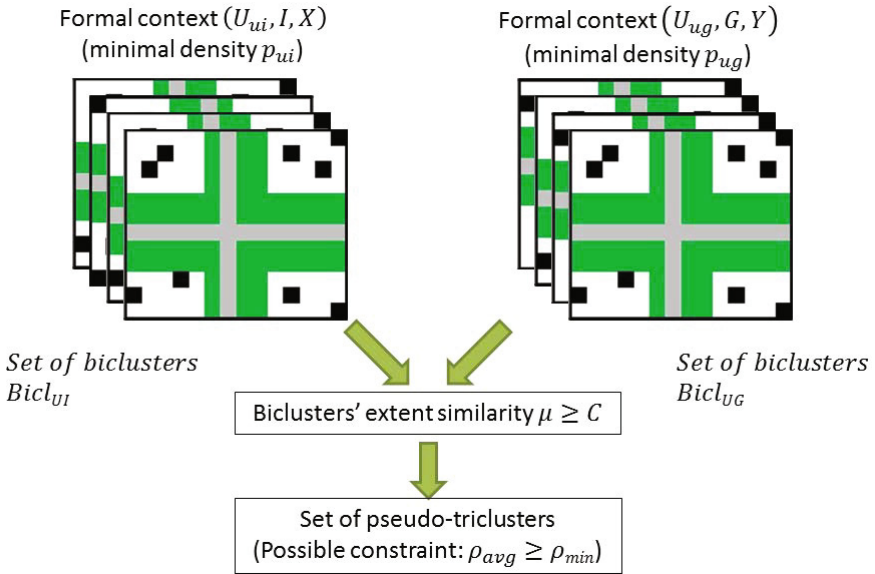 Formal context (U_ui, I, X)
(minimal density p_ui)
Formal context (U_ug, G, Y)
(minimal density p_ug)
Set of biclusters
Bicl_UI
Set of biclusters
Bicl_UG
Biclusters' extent similarity μ ≥ C
Set of pseudo-triclusters
(Possible constraint: ρ_avg ≥ ρ_min)